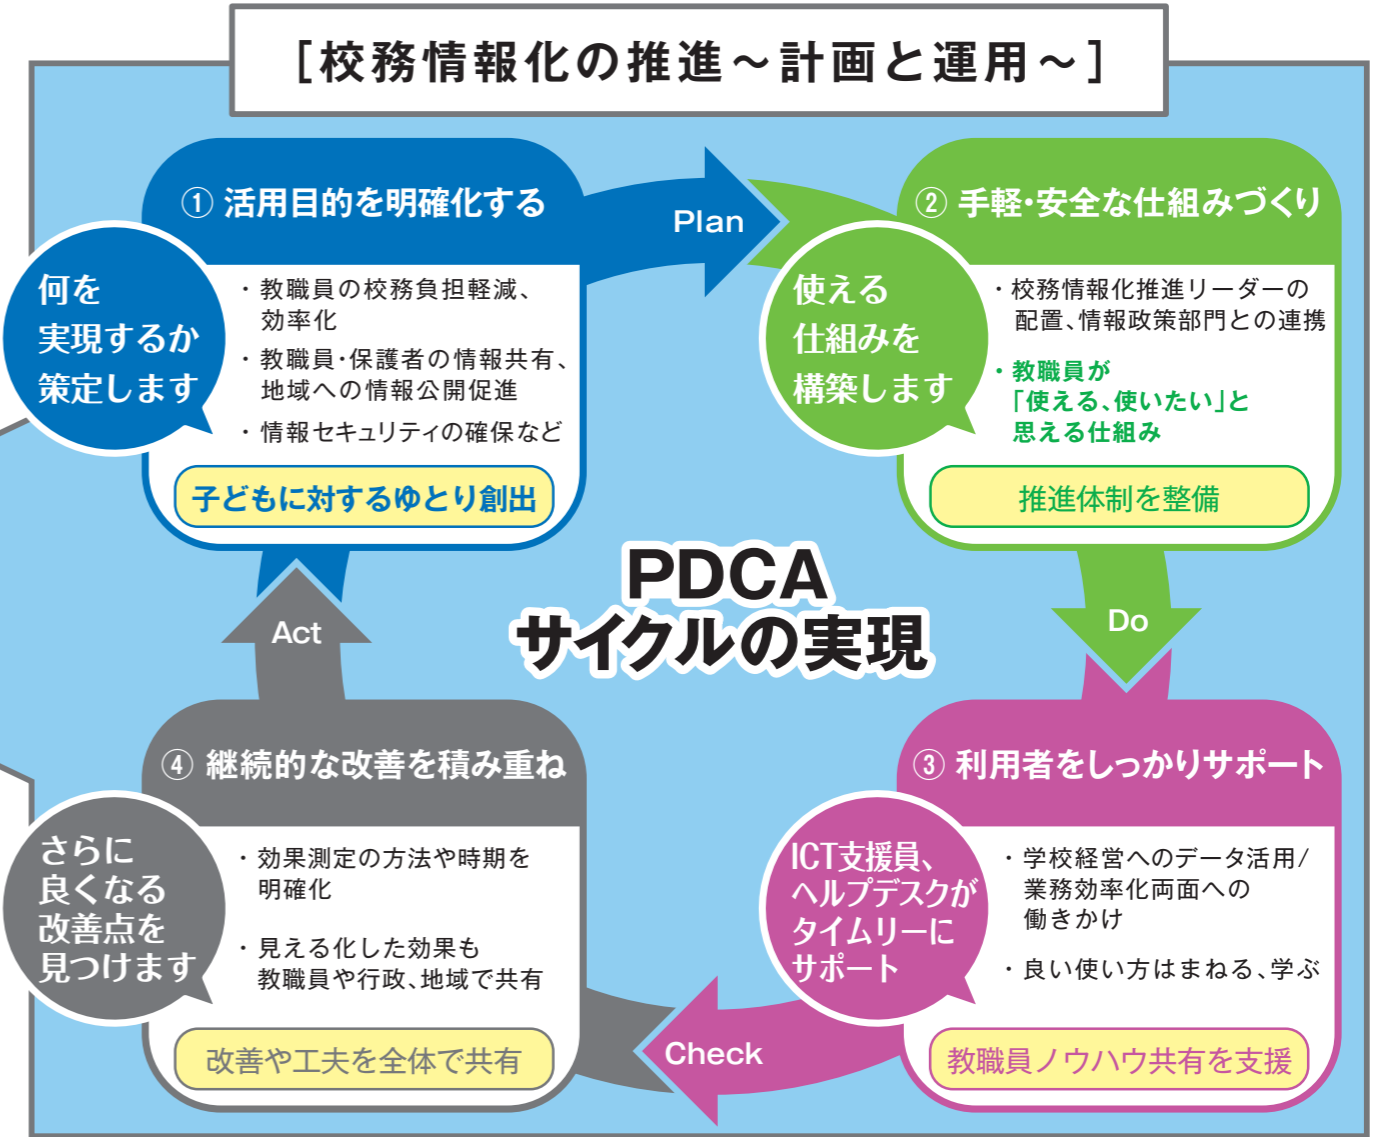 [校務情報化の推進～計画と運用～]
① 活用目的を明確化する
何を
実現するか
策定します
・教職員の校務負担軽減、
効率化
・教職員・保護者の情報共有、
地域への情報公開促進
・情報セキュリティの確保など
子どもに対するゆとり創出
Plan
② 手軽・安全な仕組みづくり
使える
仕組みを
構築します
・校務情報化推進リーダーの
配置、情報政策部門との連携
・教職員が
「使える、使いたい」と
思える仕組み
推進体制を整備
PDCA
サイクルの実現
Do
③ 利用者をしっかりサポート
ICT支援員、
ヘルプデスクが
タイムリーに
サポート
・学校経営へのデータ活用/
業務効率化両面への
働きかけ
・良い使い方はまねる、学ぶ
教職員ノウハウ共有を支援
Check
④ 継続的な改善を積み重ね
さらに
良くなる
改善点を
見つけます
・効果測定の方法や時期を
明確化
・見える化した効果も
教職員や行政、地域で共有
改善や工夫を全体で共有
Act